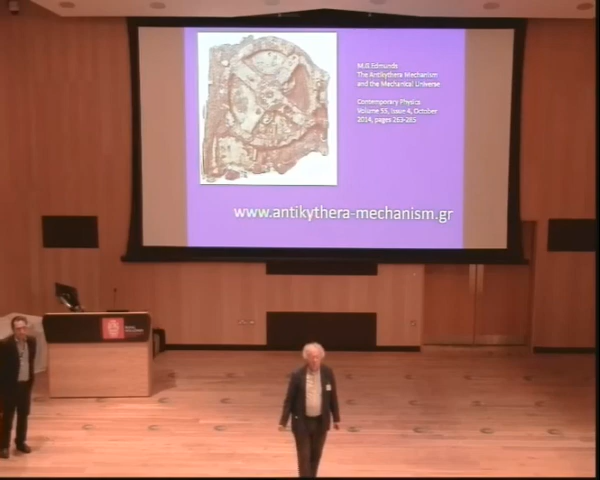 M.G Edmunds
The Antikythera Mechanism
and the Mechanical Universe
Contemporary Physics
Volume 55, Issue 4, October
2014, pages 263-285
www.antikythera-mechanism.gr